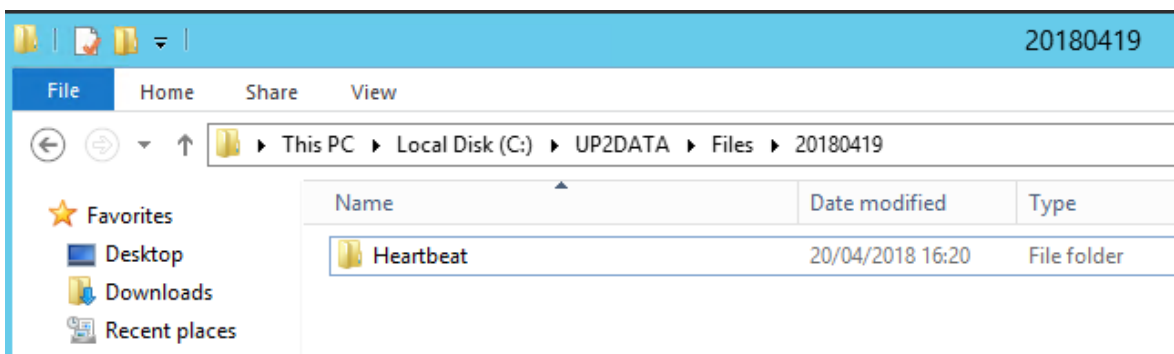 20180419
File Home Share View
This PC Local Disk (C:) UP2DATA Files 20180419
Favorites
Desktop
Downloads
Recent places
Name Date modified Type
Heartbeat 20/04/2018 16:20 File folder